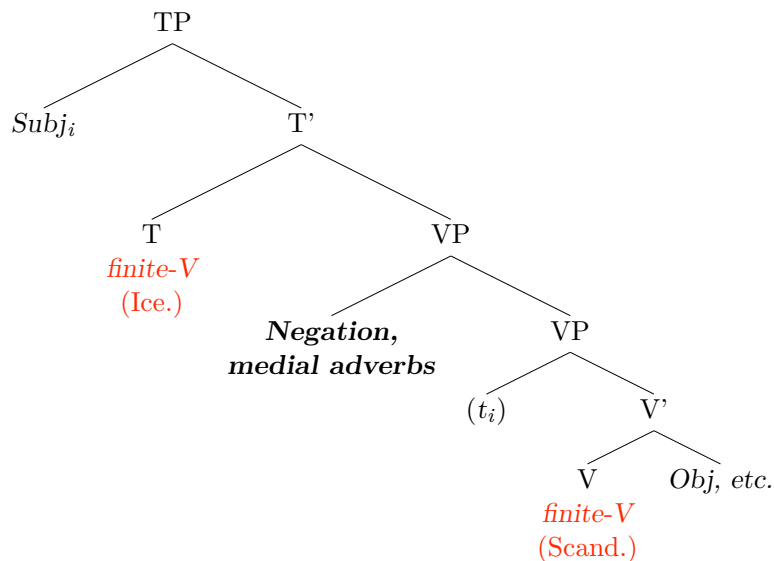 TP
Subj_i
T'
T
VP
finite-V
(Ice.)
Negation,
medial adverbs
VP
(t_i)
V'
V
Obj, etc.
finite-V
(Scand.)